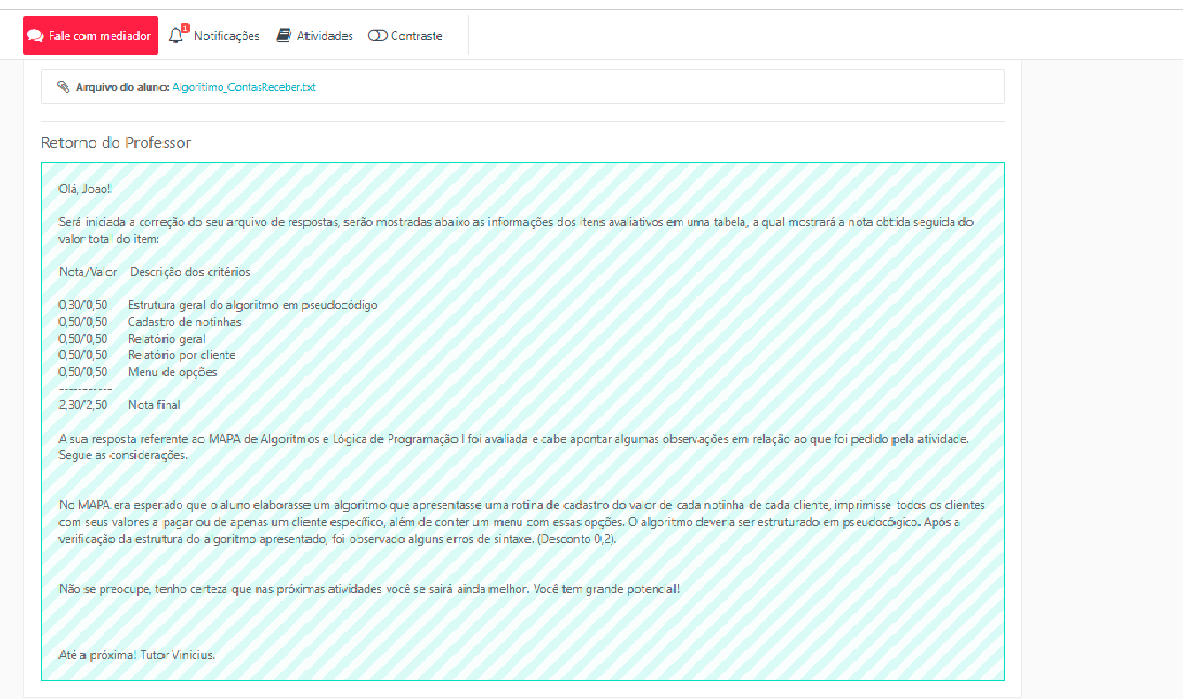 Fale com mediador 1 Notificações Atividades Contraste
Arquivo do aluno: Algoritimo_ContasReceber.txt
Retorno do Professor
Olá, Joao!
Será iniciada a correção do seu arquivo de respostas, serão mostradas abaixo as informações dos itens avaliativos em uma tabela, a qual mostrará a nota obtida seguida do
valor total do item:
Nota/Valor Descrição dos critérios
0,30/0,50 Estrutura geral do algoritmo em pseudocódigo
0,50/0,50 Cadastro de notinhas
0,50/0,50 Relatório geral
0,50/0,50 Relatório por cliente
0,50/0,50 Menu de opções
-----------
2,30/2,50 Nota final
A sua resposta referente ao MAPA de Algoritmos e Lógica de Programação I foi avaliada e cabe apontar algumas observações em relação ao que foi pedido pela atividade.
Segue as considerações.
No MAPA era esperado que o aluno elaborasse um algoritmo que apresentasse uma rotina de cadastro do valor de cada notinha de cada cliente, imprimisse todos os clientes
com seus valores a pagar ou de apenas um cliente específico, além de conter um menu com essas opções. O algoritmo deveria ser estruturado em pseudocógico. Após a
verificação da estrutura do algoritmo apresentado, foi observado alguns erros de sintaxe. (Desconto 0,2).
Não se preocupe, tenho certeza que nas próximas atividades você se sairá ainda melhor. Você tem grande potencial!
Até a próxima! Tutor Vinicius.